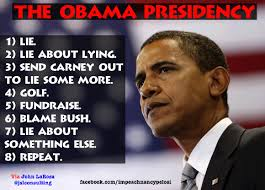 THE OBAMA PRESIDENCY
1) LIE.
2) LIE ABOUT LYING.
3) SEND CARNEY OUT
TO LIE SOME MORE.
4) GOLF.
5) FUNDRAISE.
6) BLAME BUSH.
7) LIE ABOUT
SOMETHING ELSE.
8) REPEAT.
Via John LaRosa
@jslconsulting
facebook.com/impeachnancypelosi